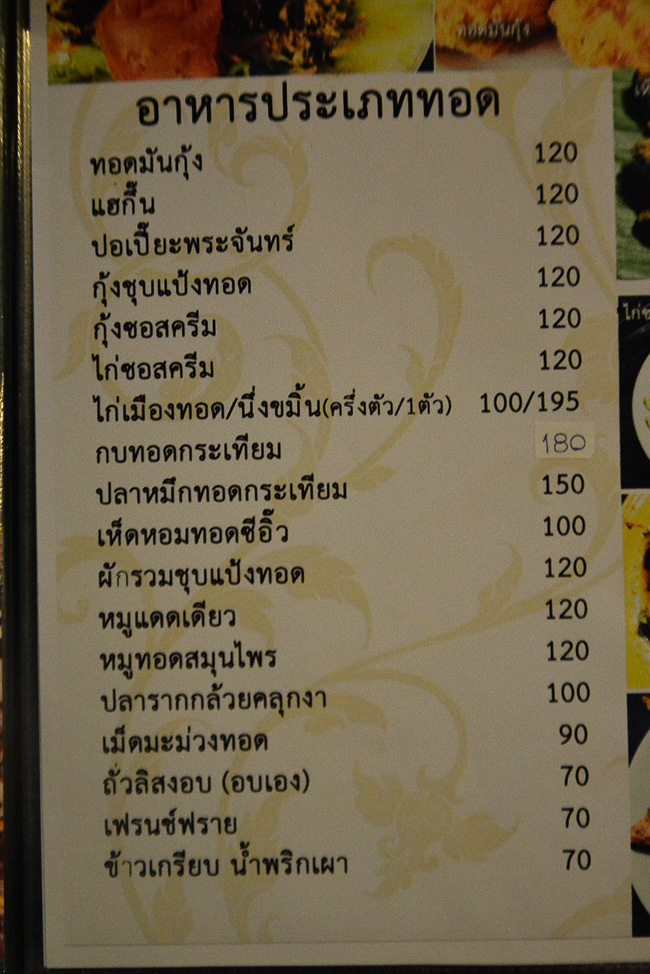 ทอดมันกุ้ง
อาหารประเภททอด
ทอดมันกุ้ง 120
แฮกึ๊น 120
ปอเปี๊ยะพระจันทร์ 120
กุ้งชุบแป้งทอด 120
กุ้งซอสครีม 120
ไก่ซอสครีม 120
ไก่เมืองทอด/นึ่งขมิ้น(ครึ่งตัว/1ตัว) 100/195
กบทอดกระเทียม 180
ปลาหมึกทอดกระเทียม 150
เห็ดหอมทอดซีอิ๊ว 100
ผักรวมชุบแป้งทอด 120
หมูแดดเดียว 120
หมูทอดสมุนไพร 120
ปลารากกล้วยคลุกงา 100
เม็ดมะม่วงทอด 90
ถั่วลิสงอบ (อบเอง) 70
เฟรนช์ฟราย 70
ข้าวเกรียบ น้ำพริกเผา 70